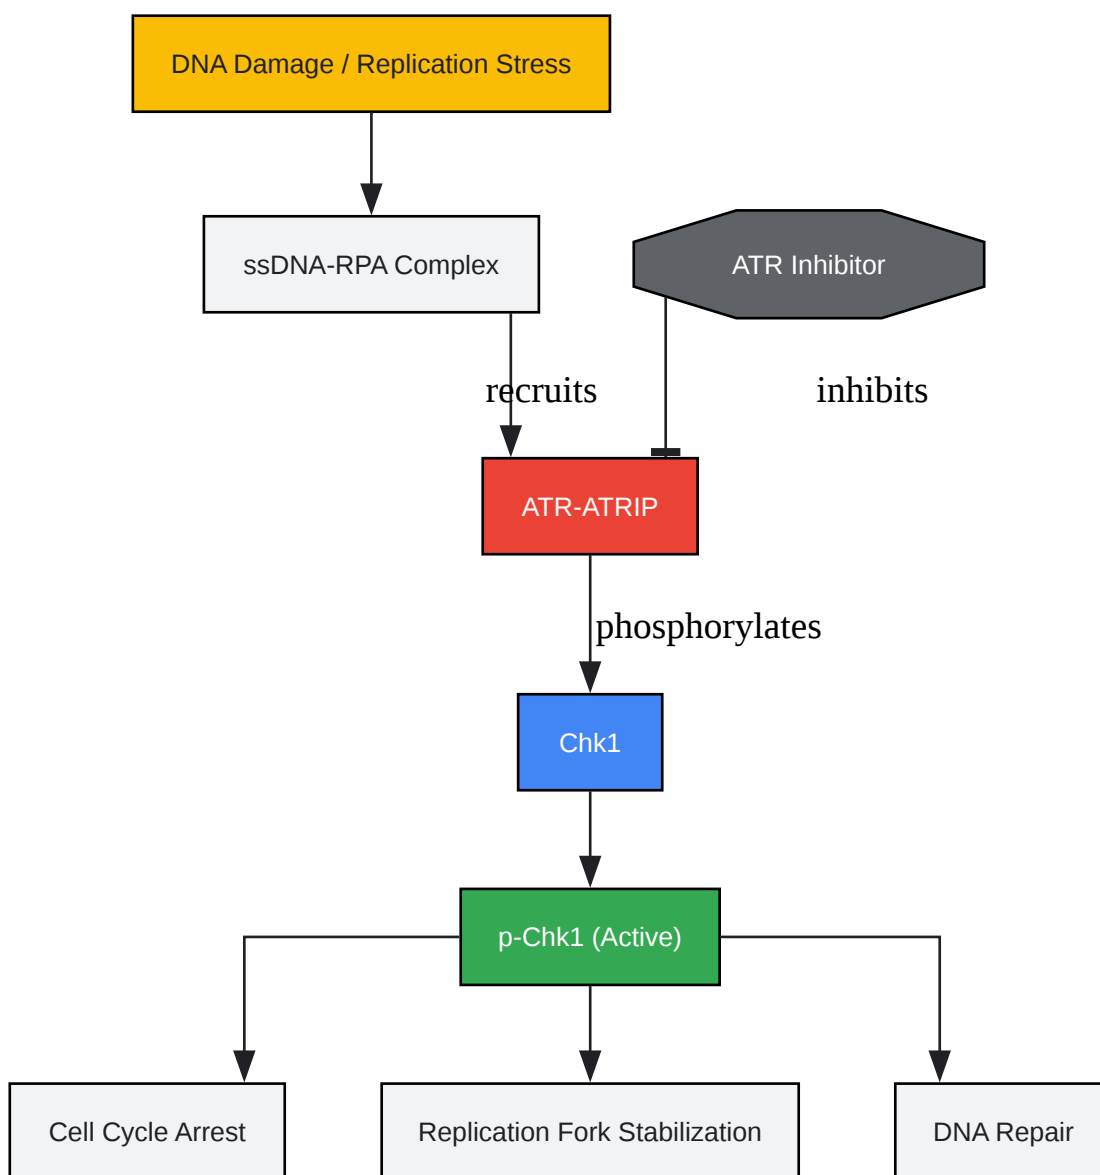 DNA Damage / Replication Stress
ssDNA-RPA Complex
ATR Inhibitor
recruits
inhibits
ATR-ATRIP
phosphorylates
Chk1
p-Chk1 (Active)
Cell Cycle Arrest
Replication Fork Stabilization
DNA Repair